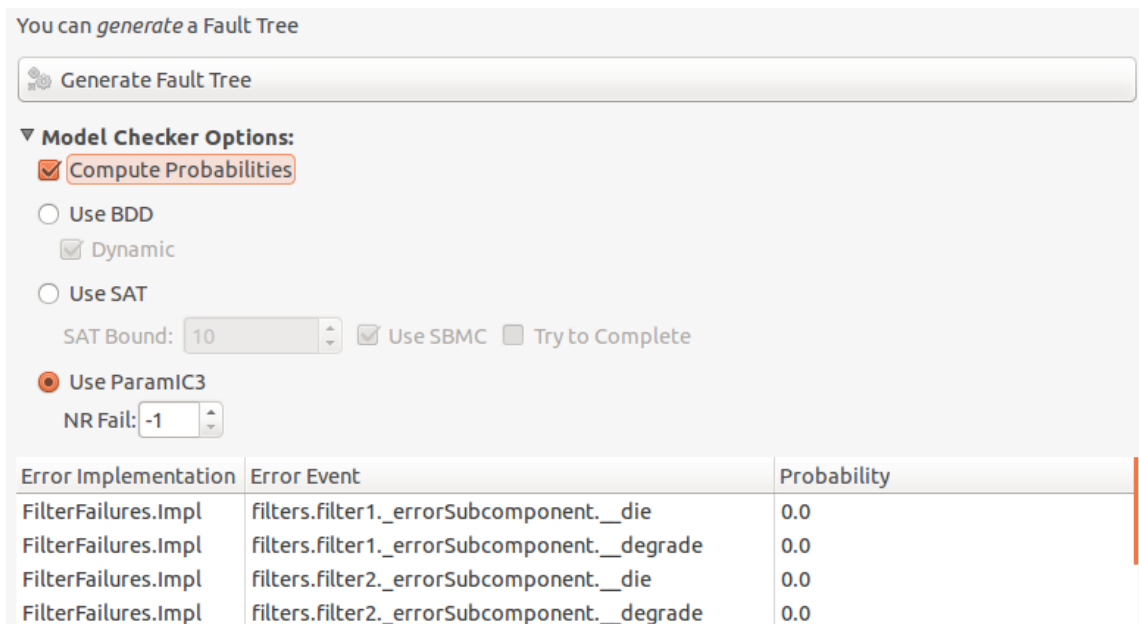 You can generate a Fault Tree
Generate Fault Tree
Model Checker Options:
Compute Probabilities
Use BDD
Dynamic
Use SAT
SAT Bound: 10 Use SBMC Try to Complete
Use ParamIC3
NR Fail: -1
Error Implementation Error Event Probability
FilterFailures.Impl filters.filter1._errorSubcomponent.__die 0.0
FilterFailures.Impl filters.filter1._errorSubcomponent.__degrade 0.0
FilterFailures.Impl filters.filter2._errorSubcomponent.__die 0.0
FilterFailures.Impl filters.filter2._errorSubcomponent.__degrade 0.0